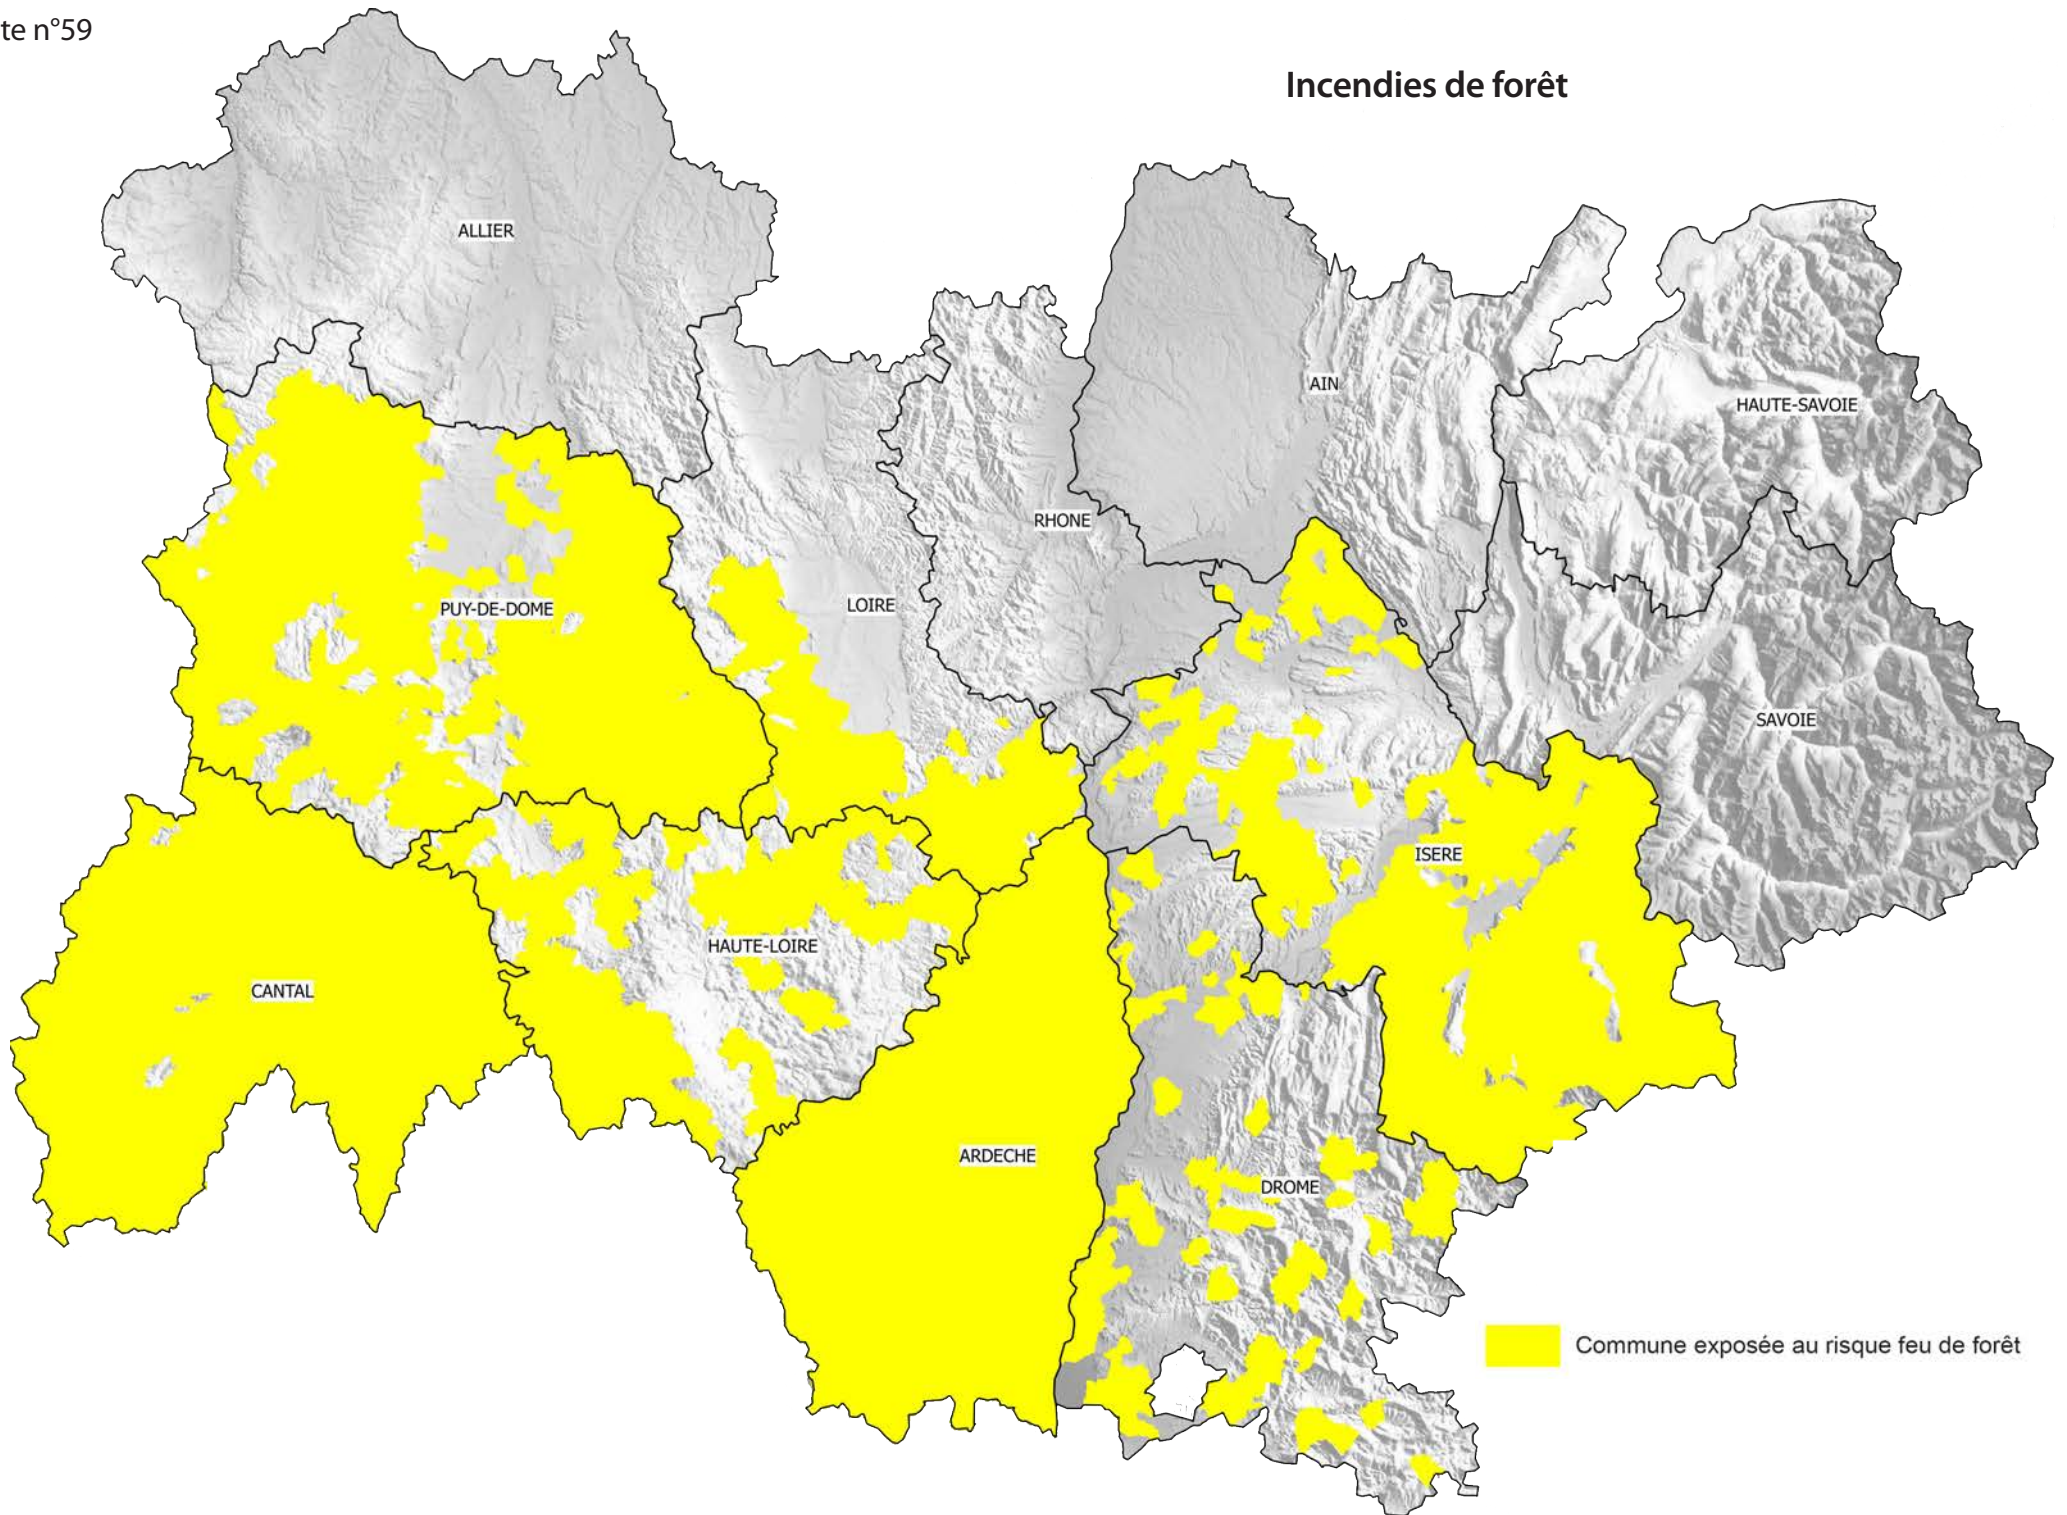 te n°59
Incendies de forêt
ALLIER
AIN
HAUTE-SAVOIE
RHONE
LOIRE
PUY-DE-DOME
SAVOIE
ISERE
HAUTE-LOIRE
CANTAL
ARDECHE
DROME
Commune exposée au risque feu de forêt